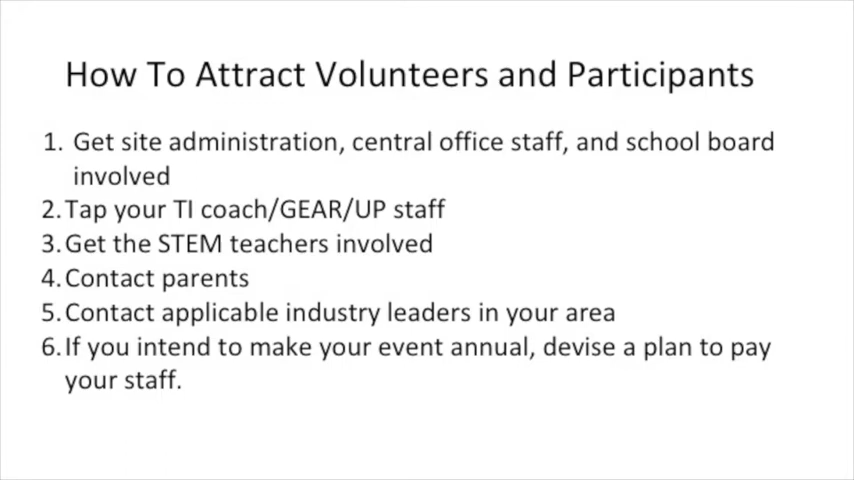 How To Attract Volunteers and Participants
1. Get site administration, central office staff, and school board
involved
2. Tap your TI coach/GEAR/UP staff
3. Get the STEM teachers involved
4. Contact parents
5. Contact applicable industry leaders in your area
6. If you intend to make your event annual, devise a plan to pay
your staff.